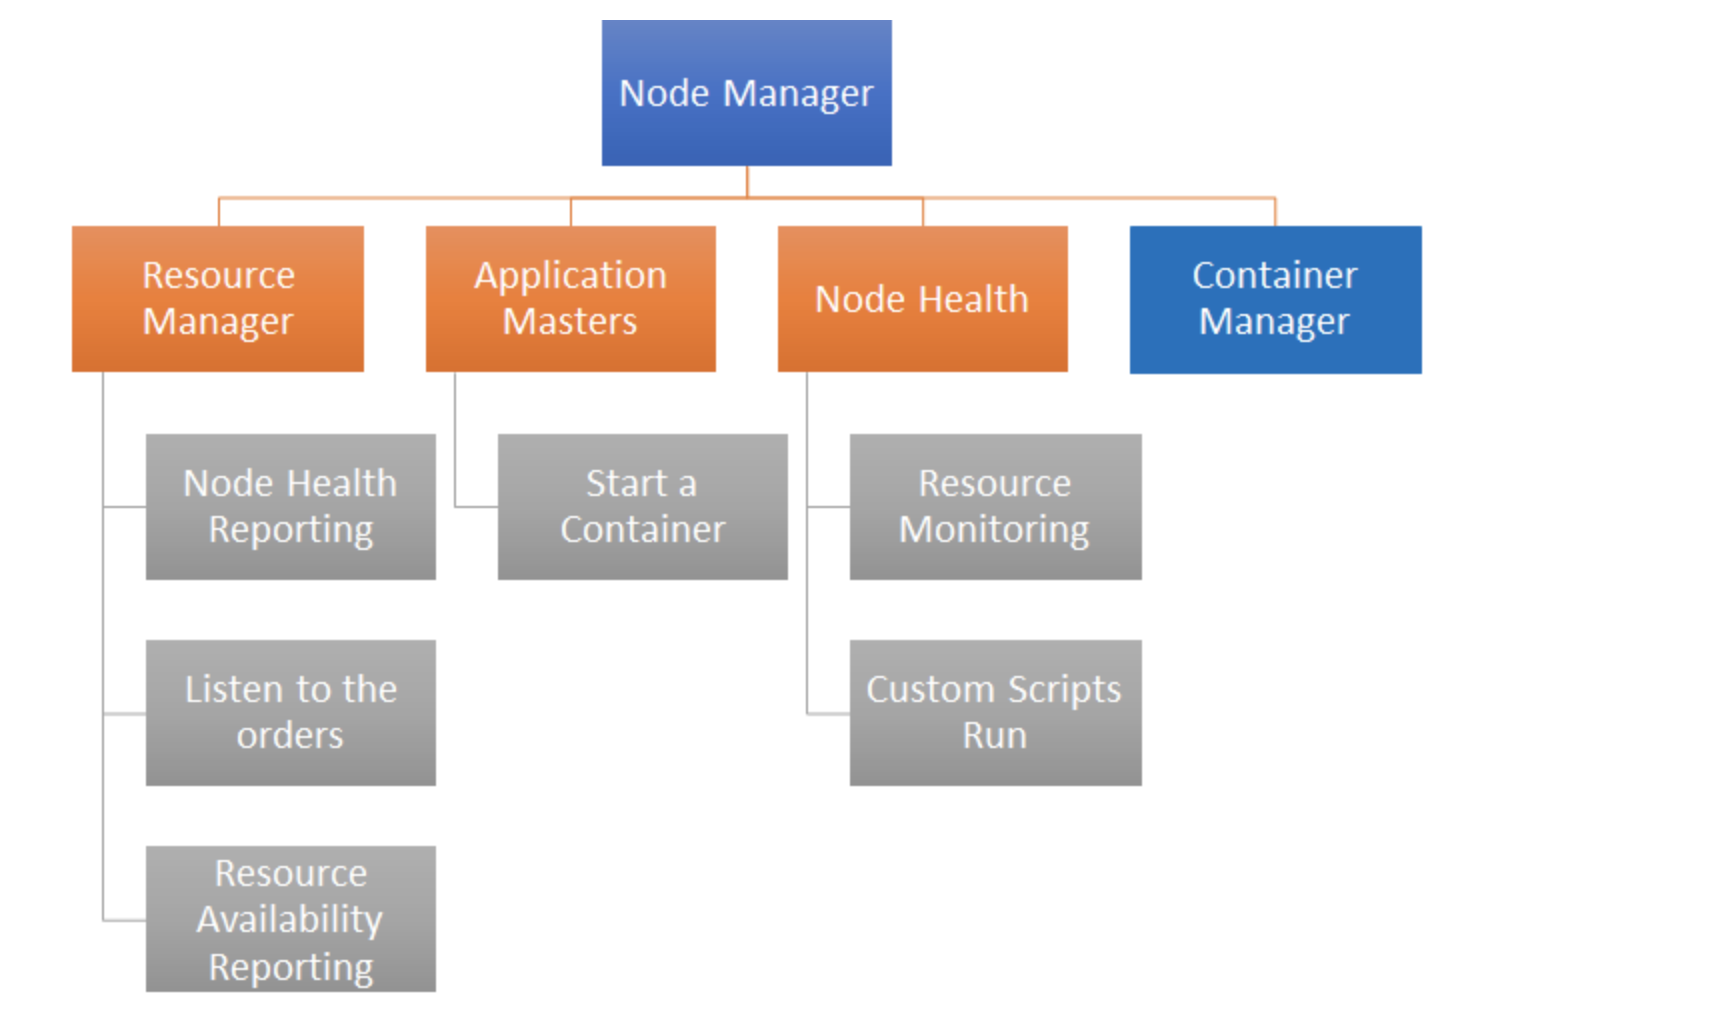 Node Manager
Resource
Manager
Application
Masters
Node Health
Container
Manager
Node Health
Reporting
Start a
Container
Resource
Monitoring
Listen to the
orders
Custom Scripts
Run
Resource
Availability
Reporting